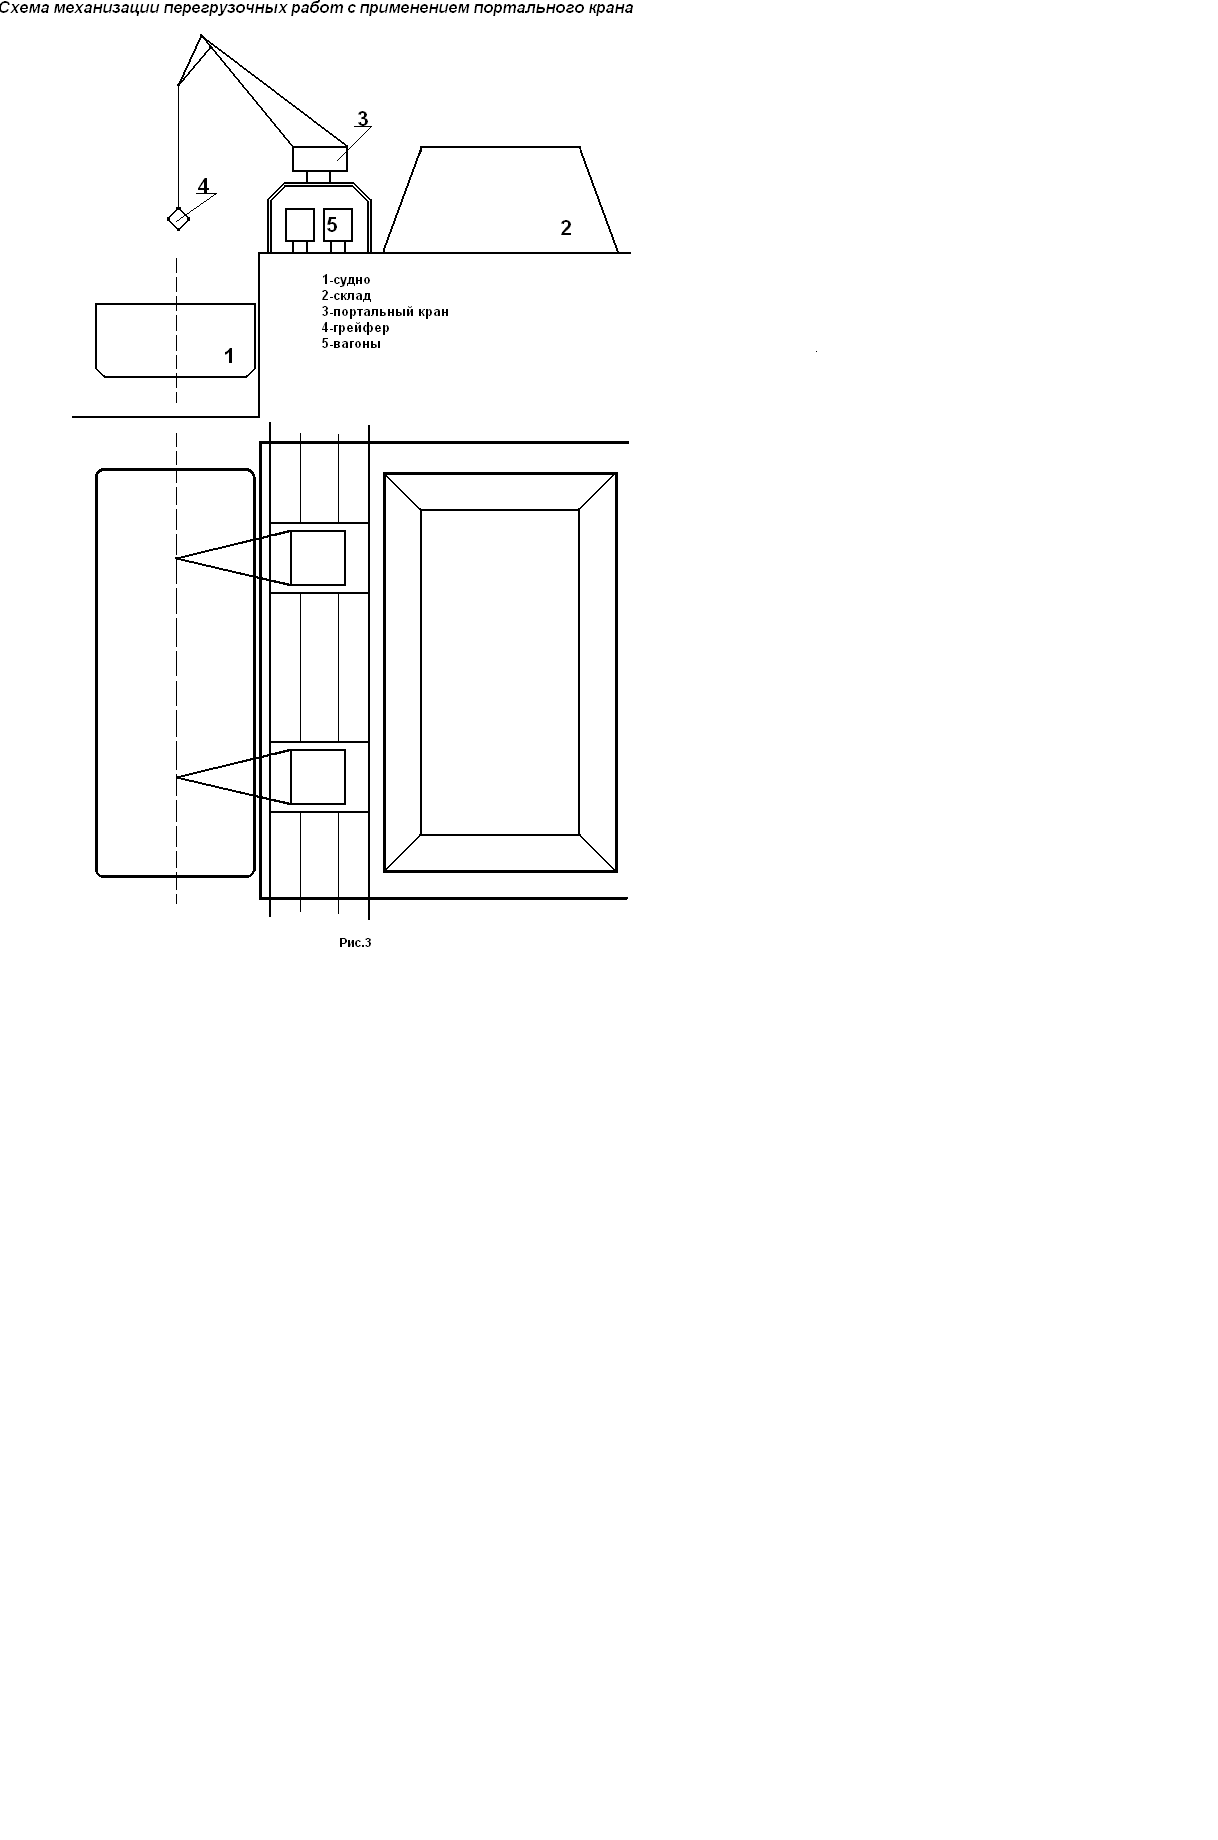 Схема механизации перегрузочных работ с применением портального крана
3
4
5
2
1-судно
2-склад
3-портальный кран
4-грейфер
5-вагоны
1
Рис.3